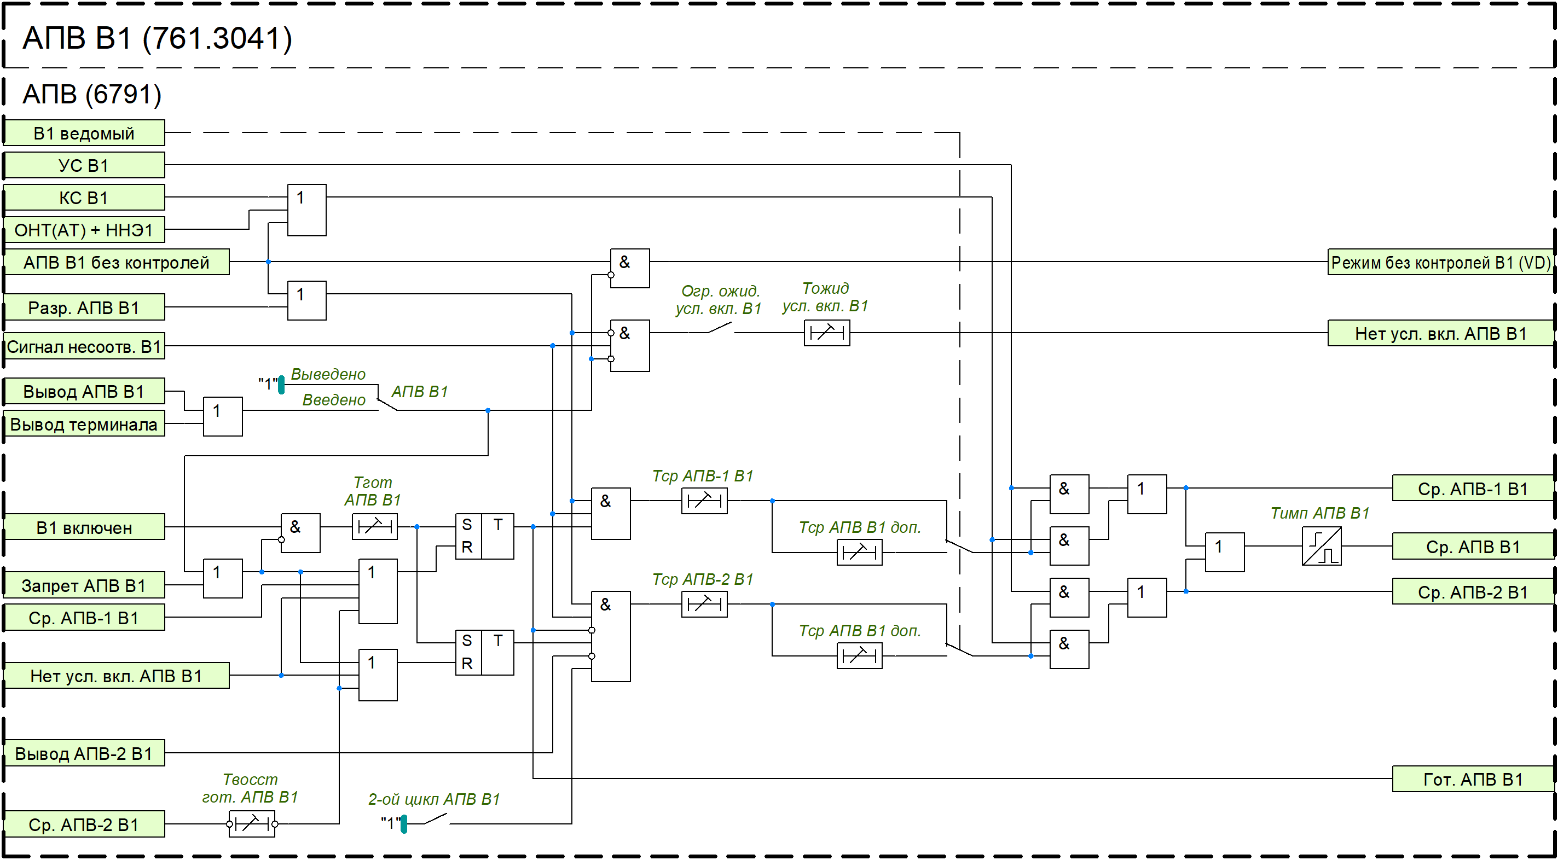 АПВ В1 (761.3041)
АПВ (6791)
В1 ведомый
УС В1
КС В1
1
ОНТ(АТ) + ННЭ1
АПВ В1 без контролей
&
Режим без контролей В1 (VD)
Разр. АПВ В1
1
Огр. ожид.
усл. вкл. В1
Тожид
усл. вкл. В1
Сигнал несоотв. В1
&
Нет усл. вкл. АПВ В1
"1"
Выведено
Введено
АПВ В1
Вывод АПВ В1
1
Вывод терминала
Тгот
АПВ В1
Тср АПВ-1 В1
&
&
1
Ср. АПВ-1 В1
В1 включен
&
S T
R
Тср АПВ В1 доп.
&
Тимп АПВ В1
1
Ср. АПВ В1
Запрет АПВ В1
1
1
Тср АПВ-2 В1
&
&
1
Ср. АПВ-2 В1
Ср. АПВ-1 В1
S T
R
Тср АПВ В1 доп.
&
Нет усл. вкл. АПВ В1
1
Вывод АПВ-2 В1
Твосст
гот. АПВ В1
Гот. АПВ В1
2-ой цикл АПВ В1
"1"
Ср. АПВ-2 В1